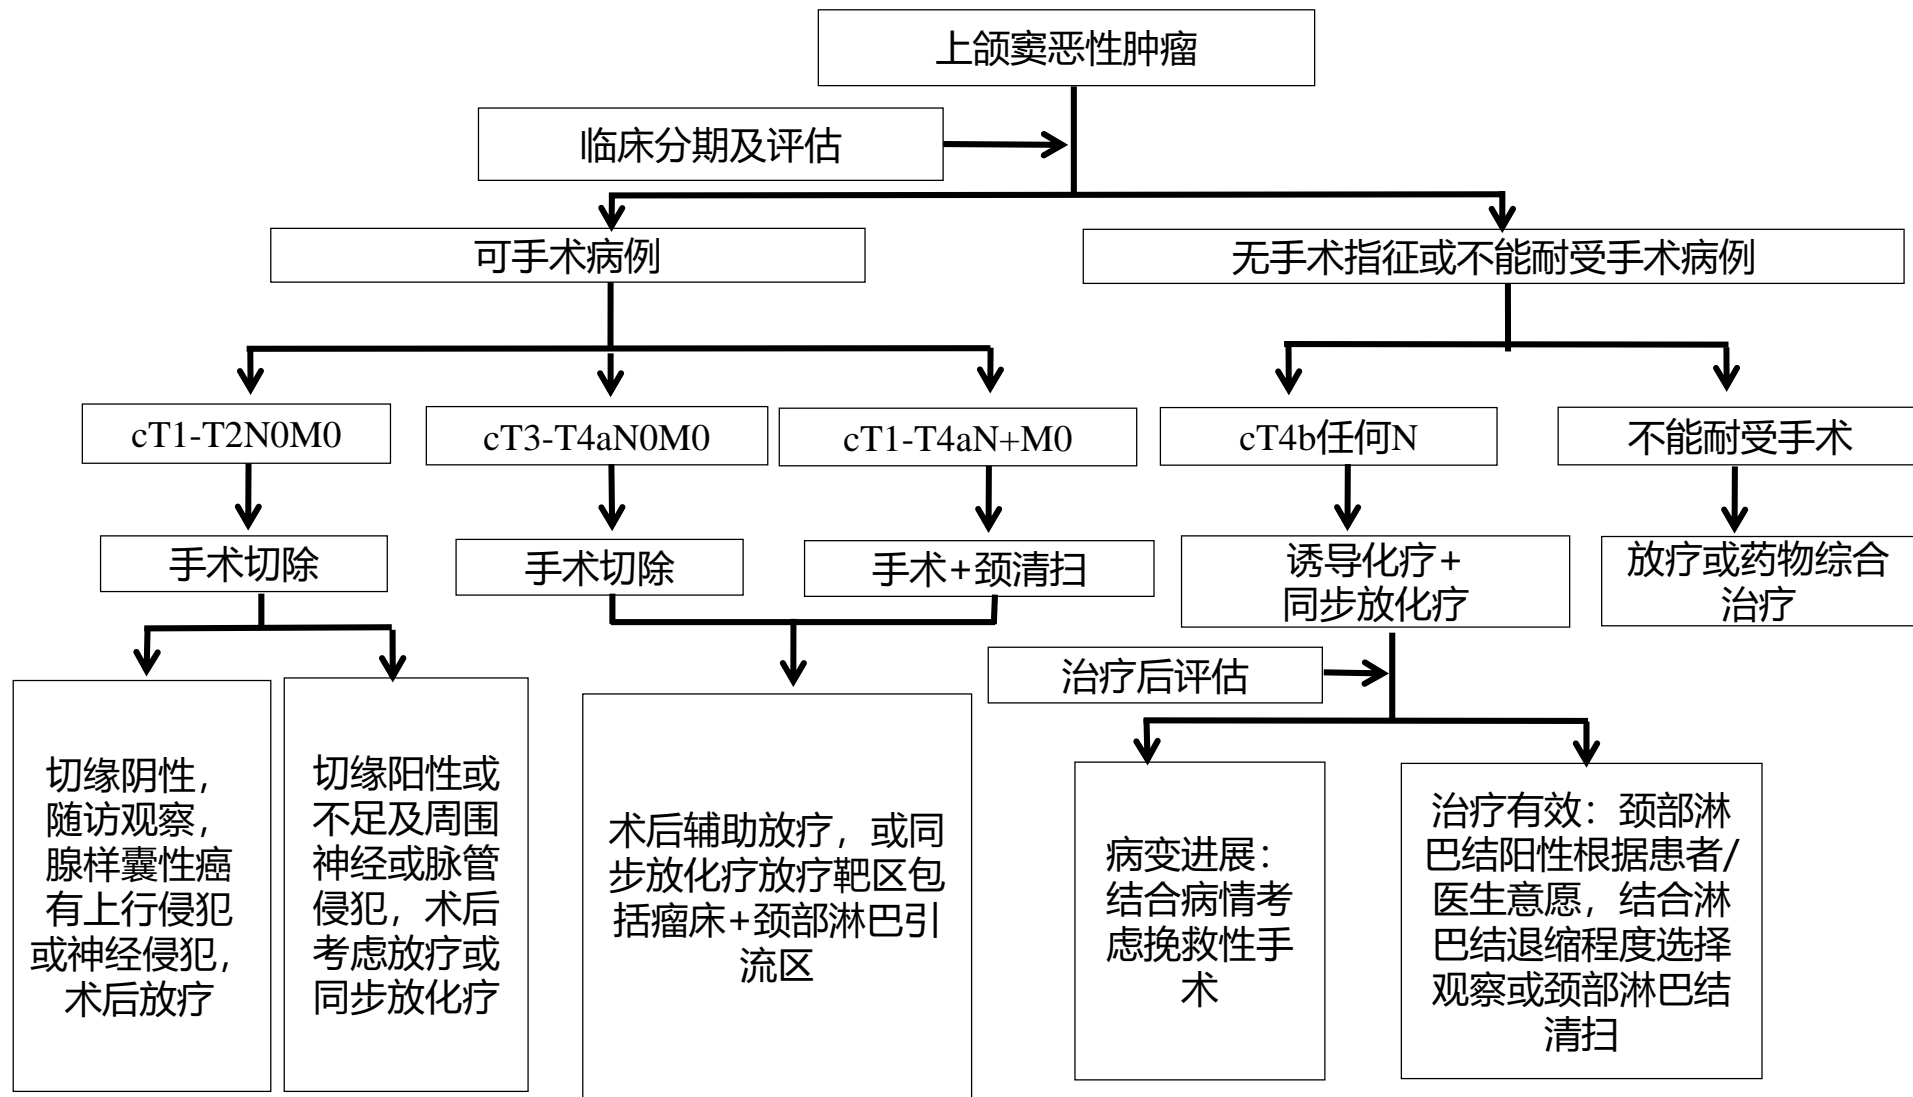 上颌窦恶性肿瘤
临床分期及评估
可手术病例
无手术指征或不能耐受手术病例
cT1-T2N0M0
cT3-T4aN0M0
cT1-T4aN+M0
cT4b任何N
不能耐受手术
手术切除
手术切除
手术+颈清扫
诱导化疗+
同步放化疗
放疗或药物综合
治疗
治疗后评估
切缘阴性，
随访观察，
腺样囊性癌
有上行侵犯
或神经侵犯，
术后放疗
切缘阳性或
不足及周围
神经或脉管
侵犯，术后
考虑放疗或
同步放化疗
术后辅助放疗，或同
步放化疗放疗靶区包
括瘤床+颈部淋巴引
流区
病变进展：
结合病情考
虑挽救性手
术
治疗有效：颈部淋
巴结阳性根据患者/
医生意愿，结合淋
巴结退缩程度选择
观察或颈部淋巴结
清扫